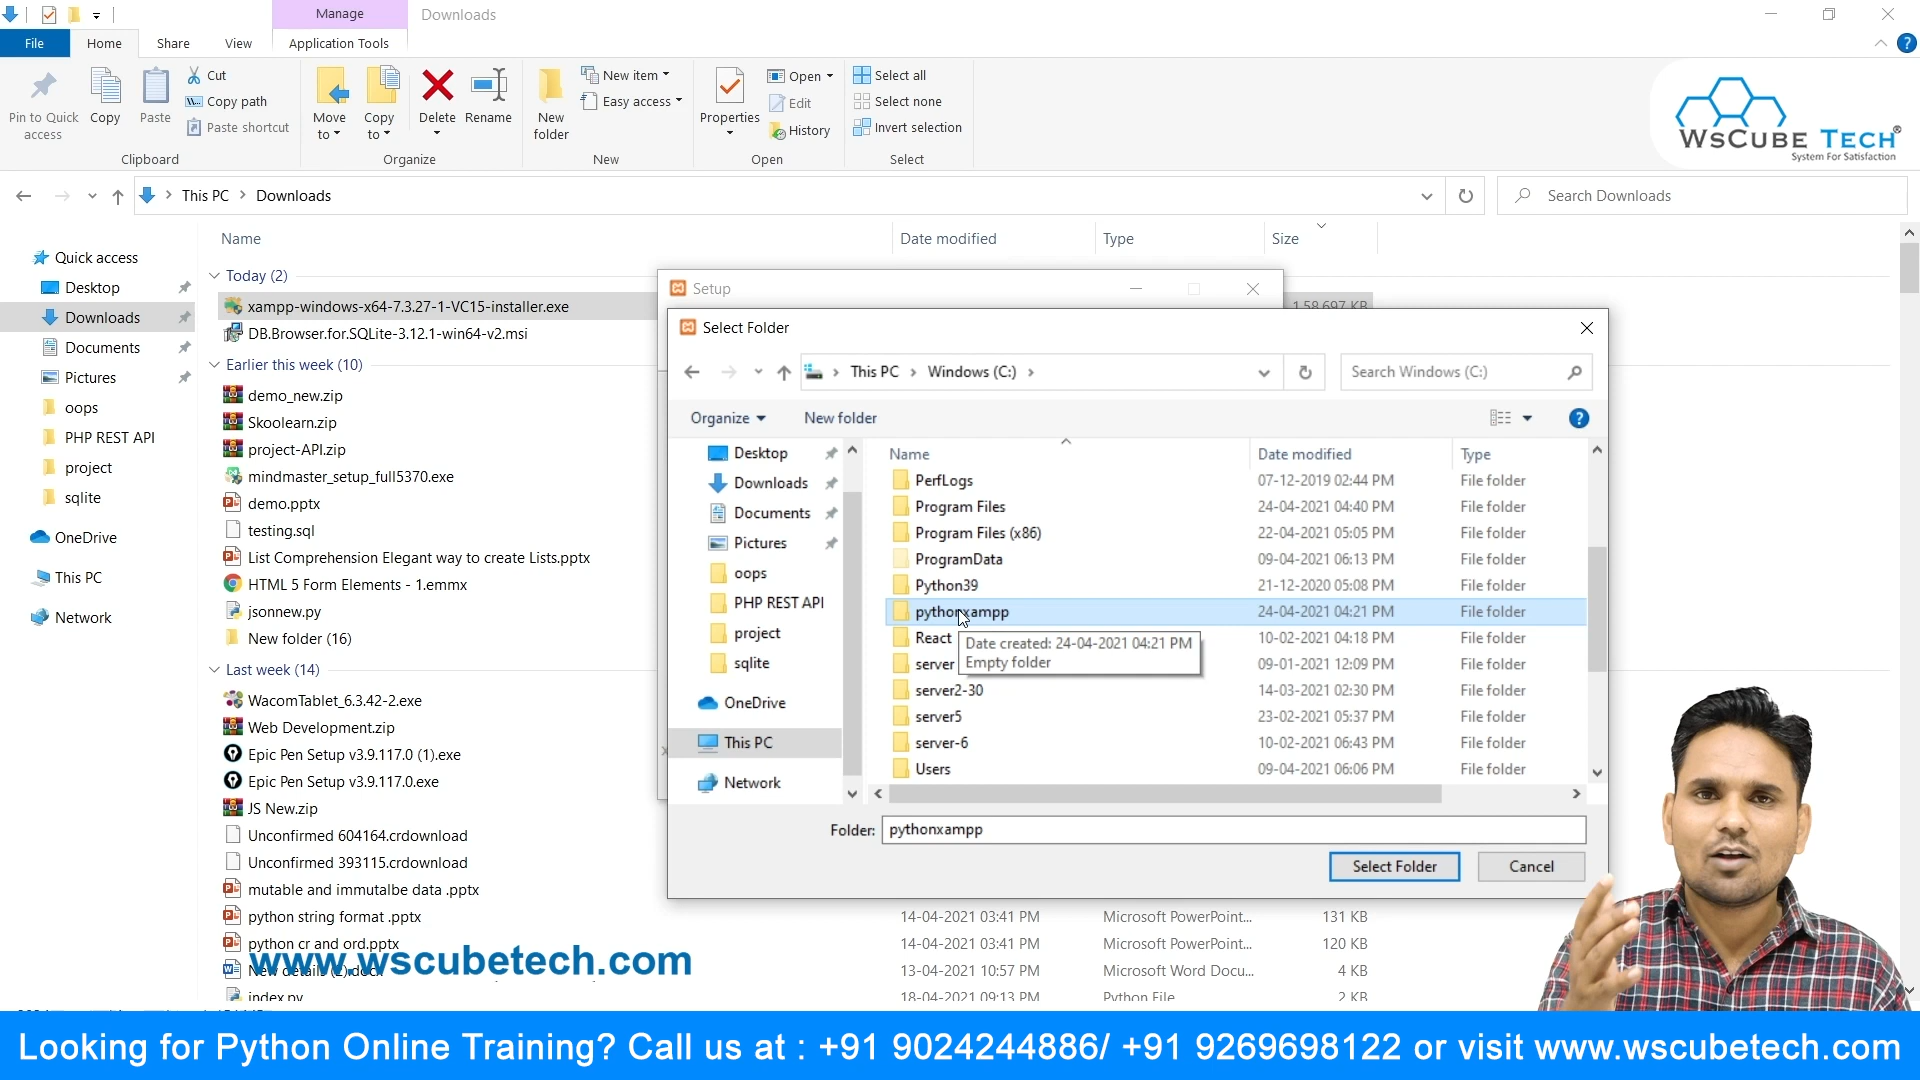 Manage
Downloads
File
Home
Share
View
Application Tools
Pin to Quick access
Copy
Paste
Cut
Copy path
Paste shortcut
Clipboard
Move to
Copy to
Delete
Rename
Organize
New folder
New item
Easy access
New
Properties
Open
Edit
History
Open
Select all
Select none
Invert selection
Select
WsCube TECH®
System For Satisfaction
This PC
Downloads
Search Downloads
Name
Date modified
Type
Size
Quick access
Desktop
Downloads
Documents
Pictures
oops
PHP REST API
project
sqlite
OneDrive
This PC
Network
Today (2)
xampp-windows-x64-7.3.27-1-VC15-installer.exe
1,58,697 KB
DB.Browser.for.SQLite-3.12.1-win64-v2.msi
Earlier this week (10)
demo_new.zip
Skoolearn.zip
project-API.zip
mindmaster_setup_full5370.exe
demo.pptx
testing.sql
List Comprehension Elegant way to create Lists.pptx
HTML 5 Form Elements - 1.emmx
jsonnew.py
New folder (16)
Last week (14)
WacomTablet_6.3.42-2.exe
Web Development.zip
Epic Pen Setup v3.9.117.0 (1).exe
Epic Pen Setup v3.9.117.0.exe
JS New.zip
Unconfirmed 604164.crdownload
Unconfirmed 393115.crdownload
mutable and immutalbe data .pptx
python string format .pptx
14-04-2021 03:41 PM
Microsoft PowerPoint...
131 KB
python cr and ord.pptx
14-04-2021 03:41 PM
Microsoft PowerPoint...
120 KB
New details (2).docx
13-04-2021 10:57 PM
Microsoft Word Docu...
4 KB
index.py
18-04-2021 09:13 PM
Python File
2 KB
Setup
Select Folder
This PC
Windows (C:)
Search Windows (C:)
Organize
New folder
Desktop
Downloads
Documents
Pictures
oops
PHP REST API
project
sqlite
OneDrive
This PC
Network
Name
Date modified
Type
PerfLogs
07-12-2019 02:44 PM
File folder
Program Files
24-04-2021 04:40 PM
File folder
Program Files (x86)
22-04-2021 05:05 PM
File folder
ProgramData
09-04-2021 06:13 PM
File folder
Python39
21-12-2020 05:08 PM
File folder
pythonxampp
24-04-2021 04:21 PM
File folder
React
10-02-2021 04:18 PM
File folder
server
09-01-2021 12:09 PM
File folder
server2-30
14-03-2021 02:30 PM
File folder
server5
23-02-2021 05:37 PM
File folder
server-6
10-02-2021 06:43 PM
File folder
Users
09-04-2021 06:06 PM
File folder
Date created: 24-04-2021 04:21 PM
Empty folder
Folder:
pythonxampp
Select Folder
Cancel
www.wscubetech.com
Looking for Python Online Training? Call us at : +91 9024244886/ +91 9269698122 or visit www.wscubetech.com